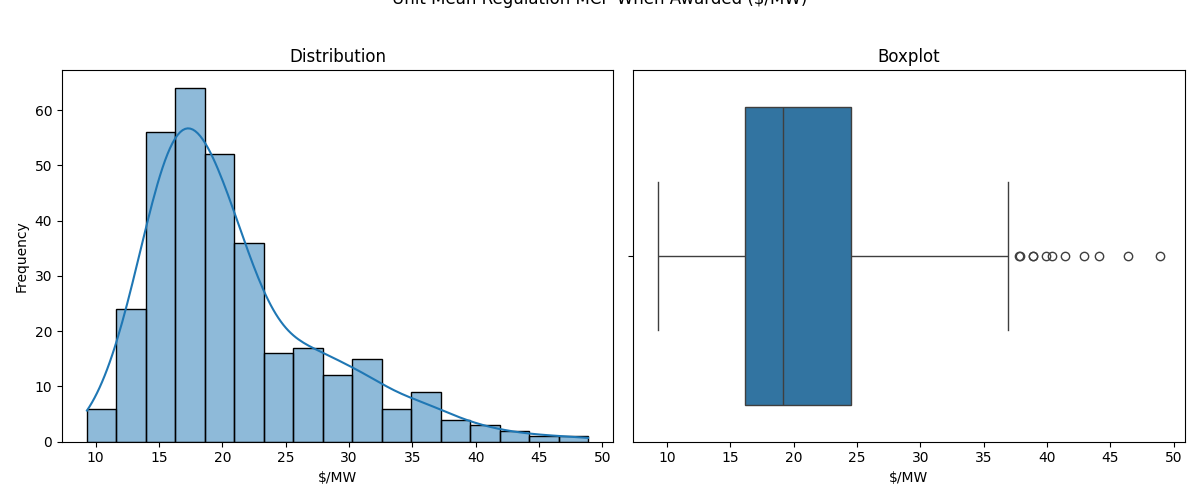 Unit Mean Regulation MCP When Awarded ($/MW)
Distribution
Boxplot
60
50
40
30
20
10
0
Frequency
10 15 20 25 30 35 40 45 50
$/MW
10 15 20 25 30 35 40 45 50
$/MW